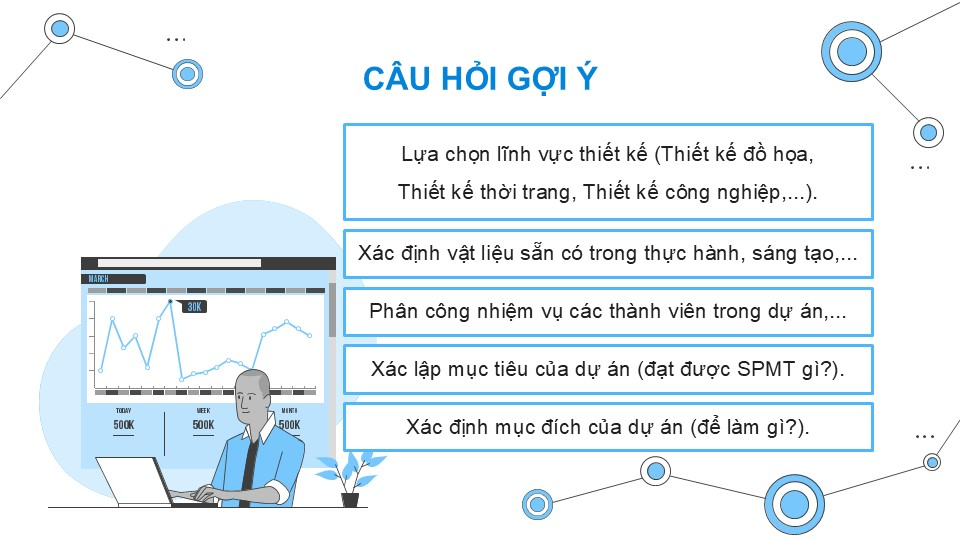 CÂU HỎI GỢI Ý
Lựa chọn lĩnh vực thiết kế (Thiết kế đồ họa,
Thiết kế thời trang, Thiết kế công nghiệp,...).
Xác định vật liệu sẵn có trong thực hành, sáng tạo,...
Phân công nhiệm vụ các thành viên trong dự án,...
Xác lập mục tiêu của dự án (đạt được SPMT gì?).
Xác định mục đích của dự án (để làm gì?).
MARCH
30K
TODAY
WEEK
MONTH
500K
500K
500K